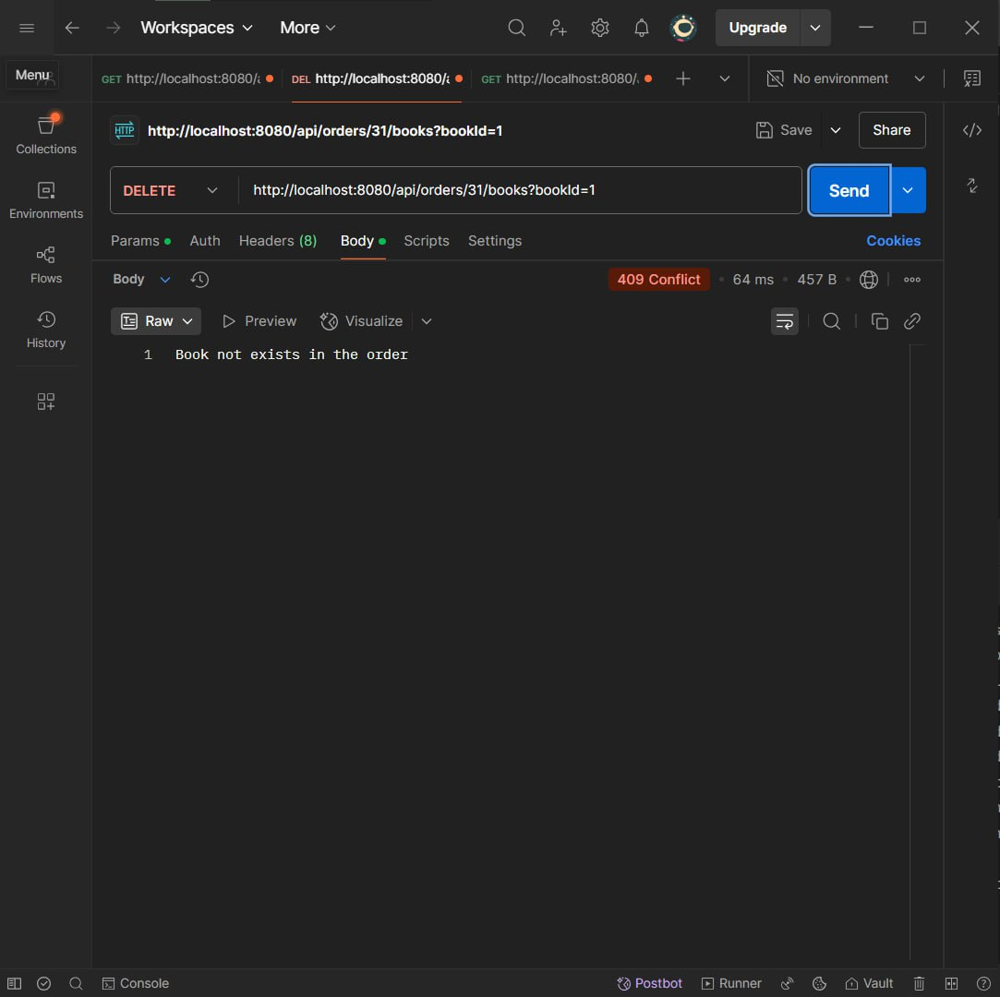 Workspaces More Upgrade
Menu
GET http://localhost:8080/ DEL http://localhost:8080/ GET http://localhost:8080/ No environment
HTTP http://localhost:8080/api/orders/31/books?bookId=1 Save Share
Collections
DELETE http://localhost:8080/api/orders/31/books?bookId=1 Send
Environments
Params Auth Headers (8) Body Scripts Settings Cookies
Flows
Body 409 Conflict 64 ms 457 B
Raw Preview Visualize
History
1 Book not exists in the order
Console Postbot Runner Vault